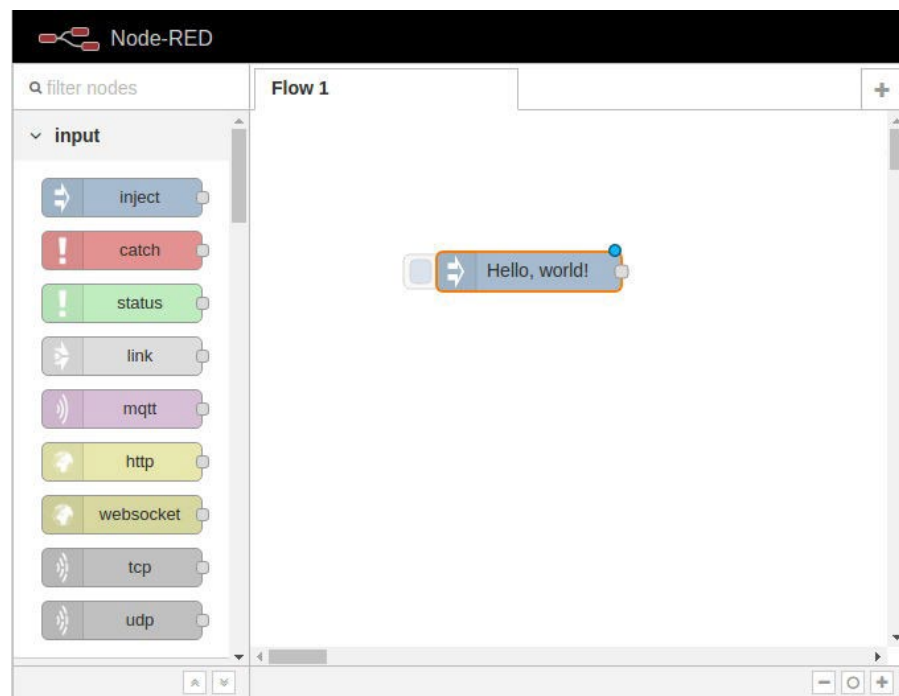 Node-RED
filter nodes
Flow 1
input
inject
catch
status
link
mqtt
http
websocket
tcp
udp
Hello, world!